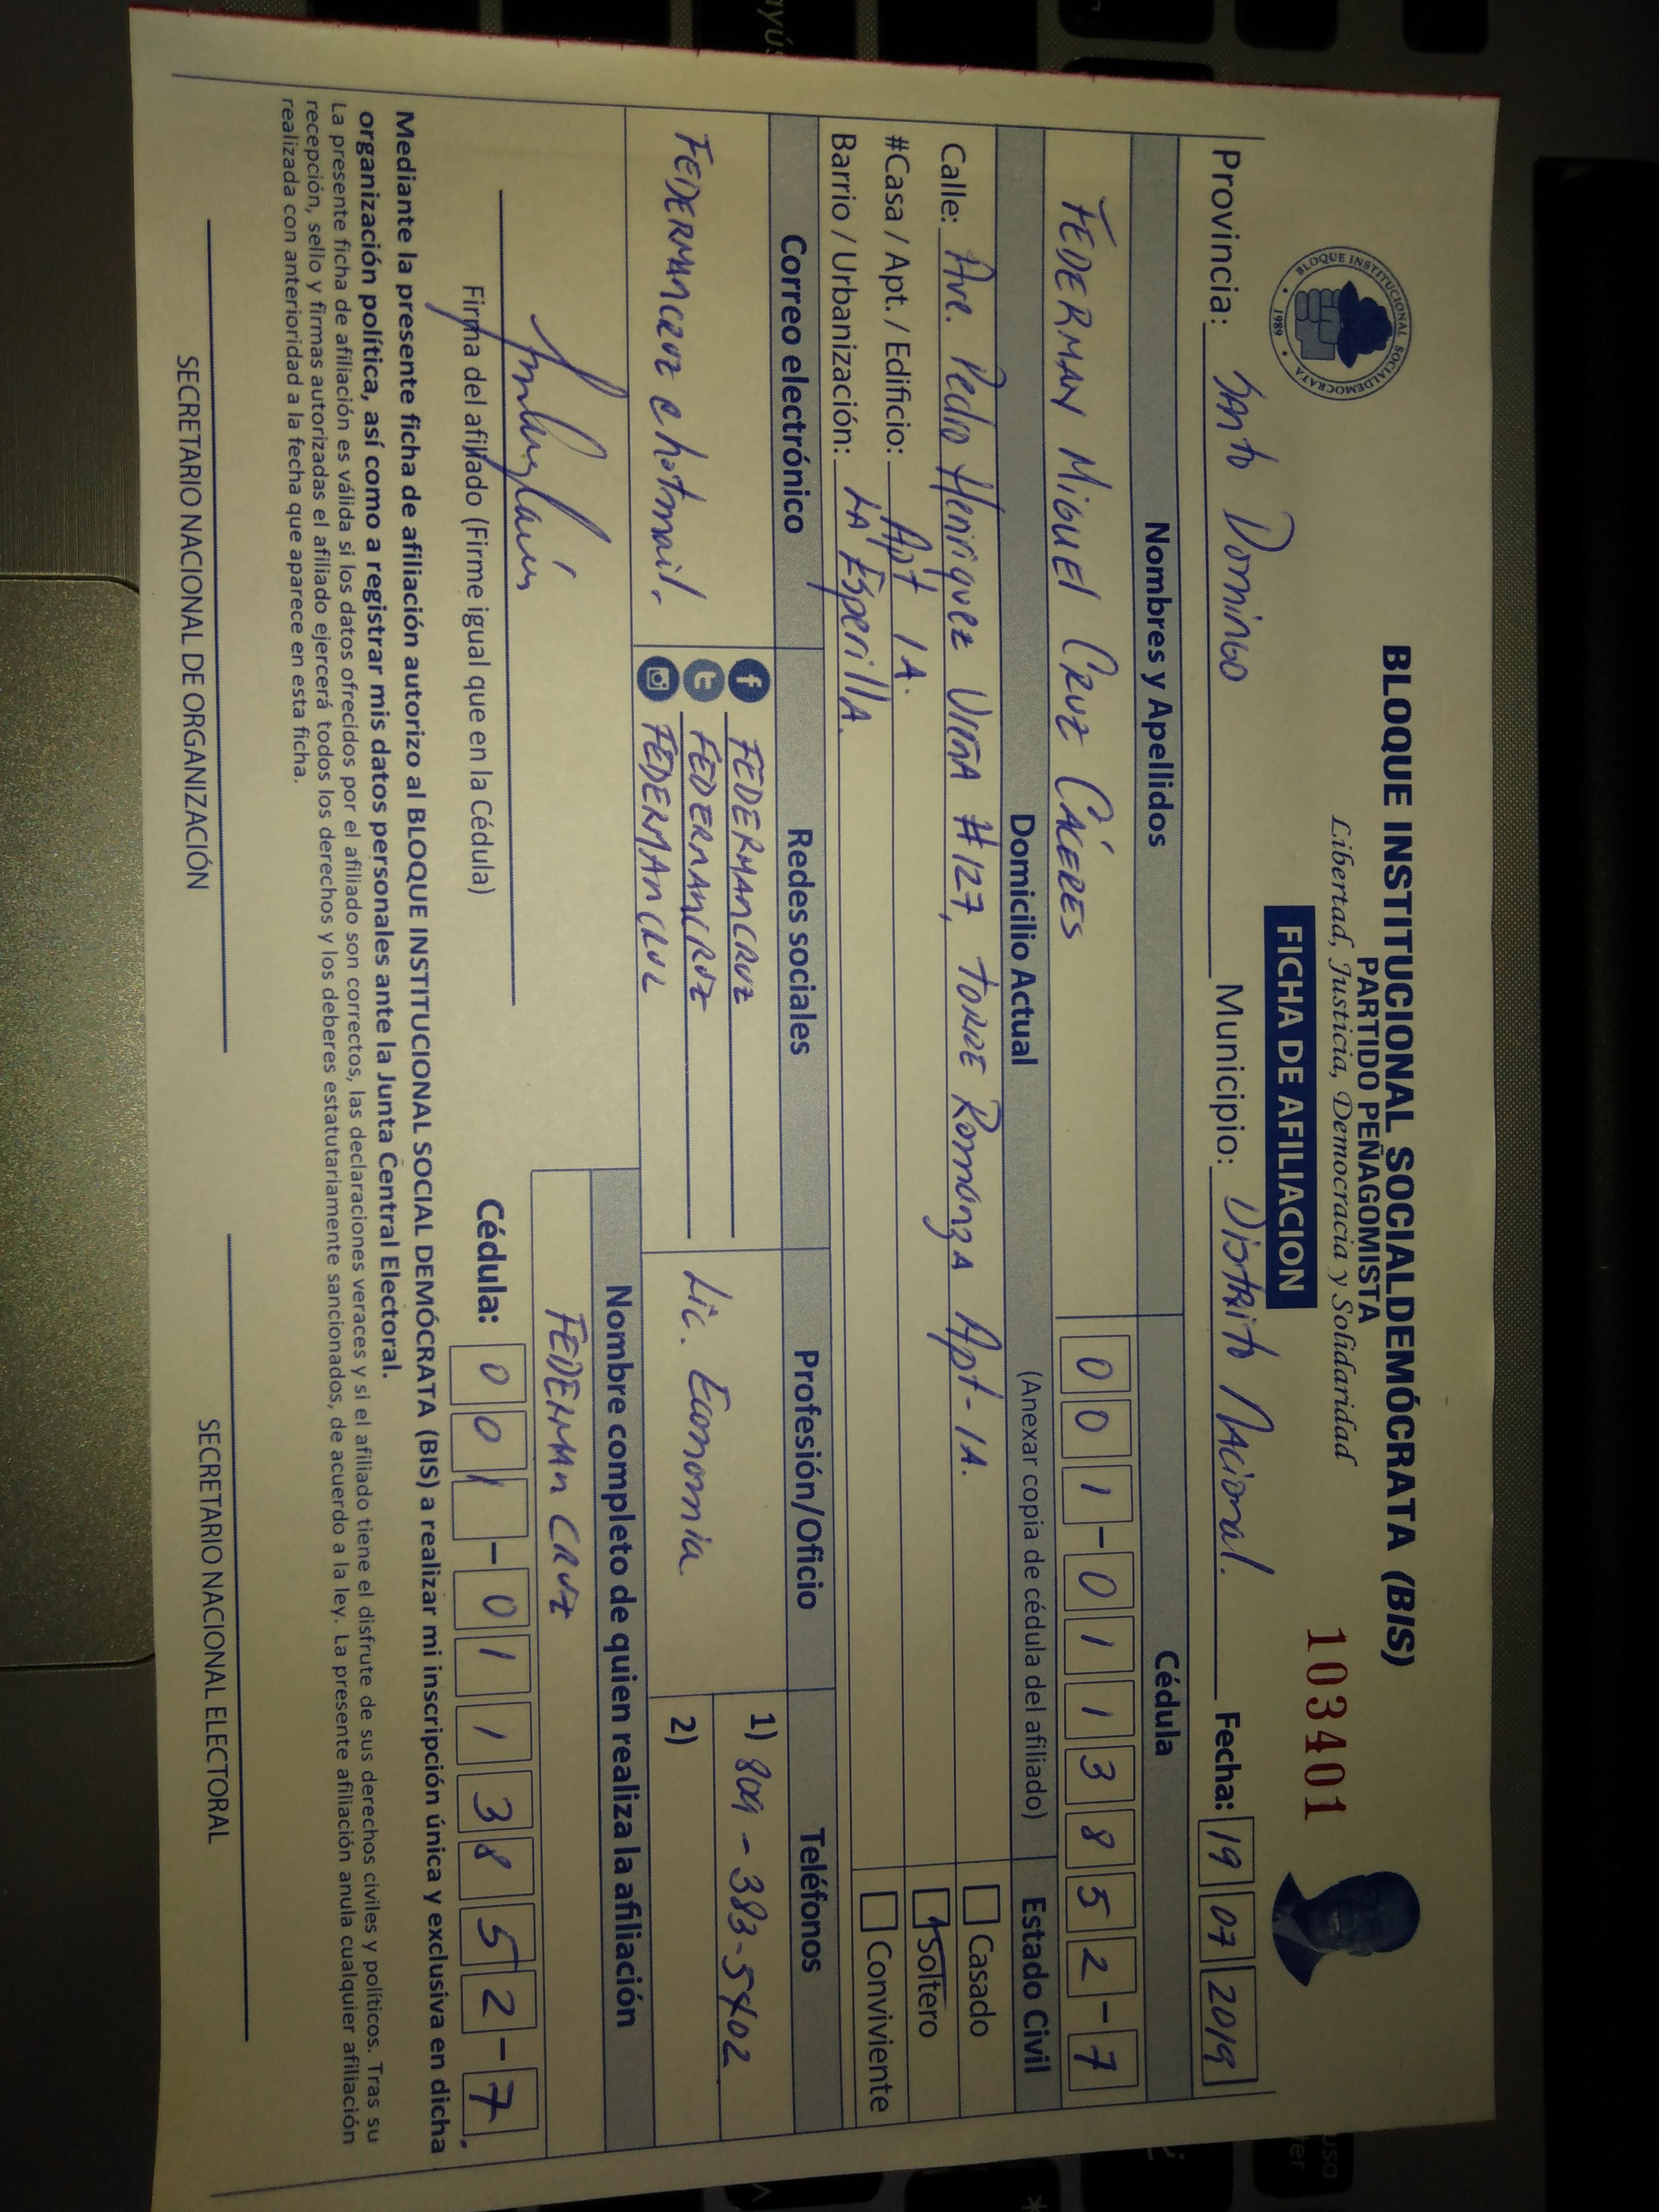 BLOQUE INSTITUCIONAL SOCIALDEMÓCRATA (BIS)
PARTIDO PEÑAGOMISTA
Libertad, Justicia, Democracia y Solidaridad
BLOQUE INSTITUCIONAL SOCIALDEMOCRATA
1989
FICHA DE AFILIACION
103401
Provincia: Santo Domingo Municipio: Distrito Nacional. Fecha: 19 07 2019
Nombres y Apellidos Cédula
FEDERMAN MIGUEL CRUZ CÁCERES 001-0113852-7
Domicilio Actual (Anexar copia de cédula del afiliado) Estado Civil
Calle: Ave. Pedro Henriquez Ureña #127, Torre Romanza Apt-1A. Casado
#Casa / Apt. / Edificio: Apt 1A. Soltero
Barrio / Urbanización: La Esperilla. Conviviente
Correo electrónico Redes sociales Profesión/Oficio Teléfonos
FEDERMANCRUZ@hotmail. FEDERMANCRUZ Lic. Economia. 1) 809-383-5402
FEDERMANCRUZ 2)
FEDERMANCRUZ
Nombre completo de quien realiza la afiliación
FEDERMAN CRUZ
Firma del afiliado (Firme igual que en la Cédula) Cédula: 001-0113852-7.
Mediante la presente ficha de afiliación autorizo al BLOQUE INSTITUCIONAL SOCIAL DEMÓCRATA (BIS) a realizar mi inscripción única y exclusiva en dicha
organización política, así como a registrar mis datos personales ante la Junta Central Electoral.
La presente ficha de afiliación es válida si los datos ofrecidos por el afiliado son correctos, las declaraciones veraces y si el afiliado tiene el disfrute de sus derechos civiles y políticos. Tras su
recepción, sello y firmas autorizadas el afiliado ejercerá todos los derechos y los deberes estatutariamente sancionados, de acuerdo a la ley. La presente afiliación anula cualquier afiliación
realizada con anterioridad a la fecha que aparece en esta ficha.
SECRETARIO NACIONAL DE ORGANIZACIÓN SECRETARIO NACIONAL ELECTORAL